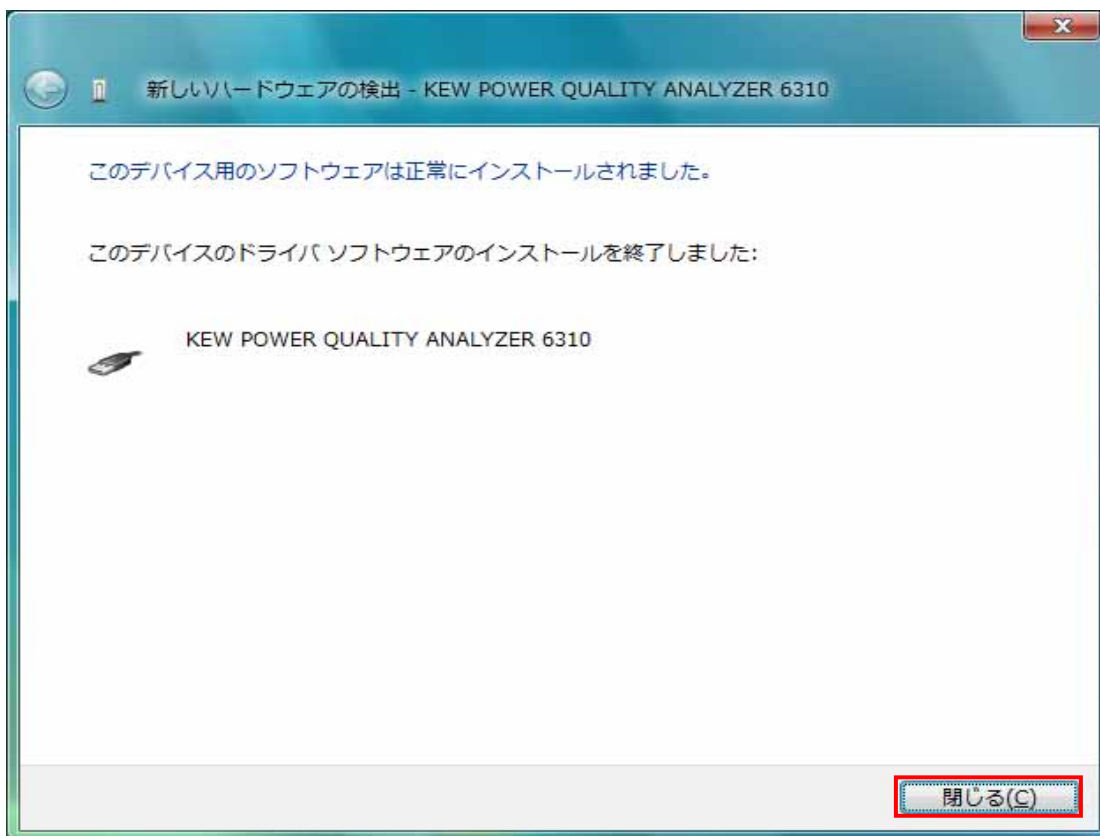 新しいハードウェアの検出 - KEW POWER QUALITY ANALYZER 6310
このデバイス用のソフトウェアは正常にインストールされました。
このデバイスのドライバ ソフトウェアのインストールを終了しました:
KEW POWER QUALITY ANALYZER 6310
閉じる(C)